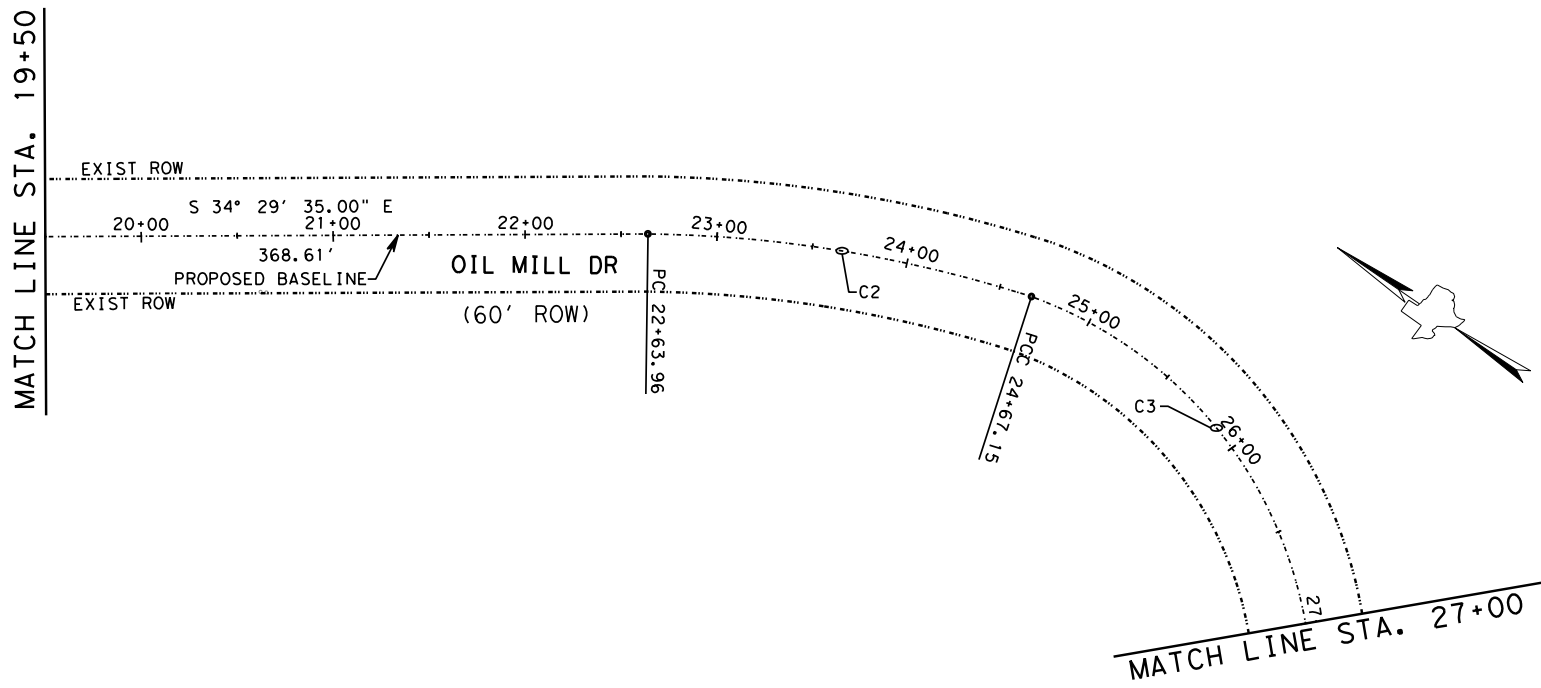 MATCH LINE STA. 19+50
EXIST ROW
S 34° 29' 35.00" E
20+00
21+00
22+00
23+00
24+00
25+00
26+00
27
368.61'
PROPOSED BASELINE
OIL MILL DR
(60' ROW)
EXIST ROW
PC 22+63.96
C2
PCC 24+67.15
C3
MATCH LINE STA. 27+00